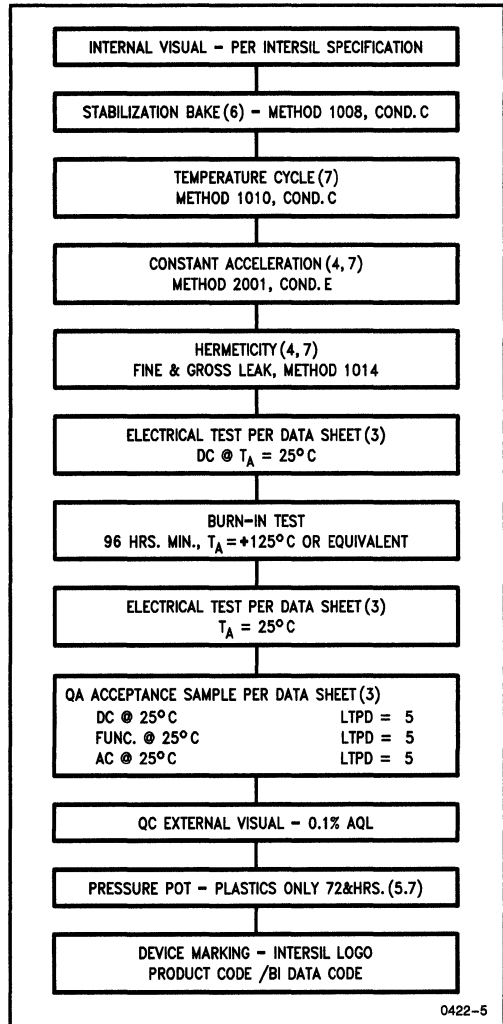 INTERNAL VISUAL – PER INTERSIL SPECIFICATION
STABILIZATION BAKE (6) – METHOD 1008, COND. C
TEMPERATURE CYCLE (7)
METHOD 1010, COND. C
CONSTANT ACCELERATION (4, 7)
METHOD 2001, COND. E
HERMETICITY (4, 7)
FINE & GROSS LEAK, METHOD 1014
ELECTRICAL TEST PER DATA SHEET (3)
DC @ TA = 25°C
BURN–IN TEST
96 HRS. MIN., TA = +125°C OR EQUIVALENT
ELECTRICAL TEST PER DATA SHEET (3)
TA = 25°C
QA ACCEPTANCE SAMPLE PER DATA SHEET (3)
DC @ 25°C LTPD = 5
FUNC. @ 25°C LTPD = 5
AC @ 25°C LTPD = 5
QC EXTERNAL VISUAL – 0.1% AQL
PRESSURE POT – PLASTICS ONLY 72&HRS. (5.7)
DEVICE MARKING – INTERSIL LOGO
PRODUCT CODE /BI DATA CODE
0422–5